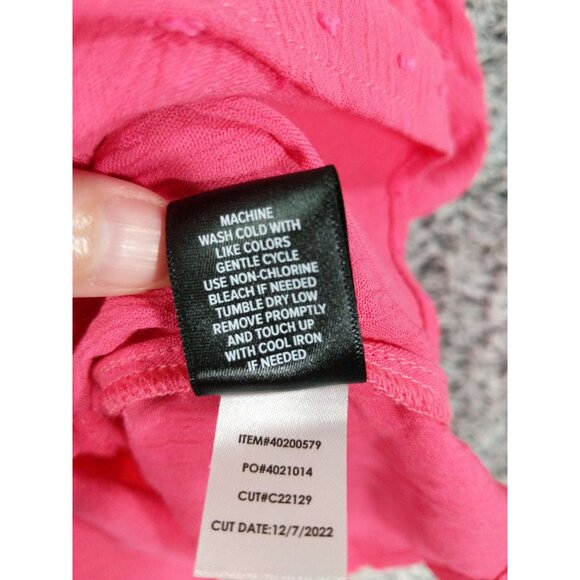 MACHINE
WASH COLD WITH
LIKE COLORS
GENTLE CYCLE
USE NON-CHLORINE
BLEACH IF NEEDED
TUMBLE DRY LOW
REMOVE PROMPTLY
AND TOUCH UP
WITH COOL IRON
IF NEEDED
ITEM#40200579
PO#4021014
CUT#C22129
CUT DATE:12/7/2022